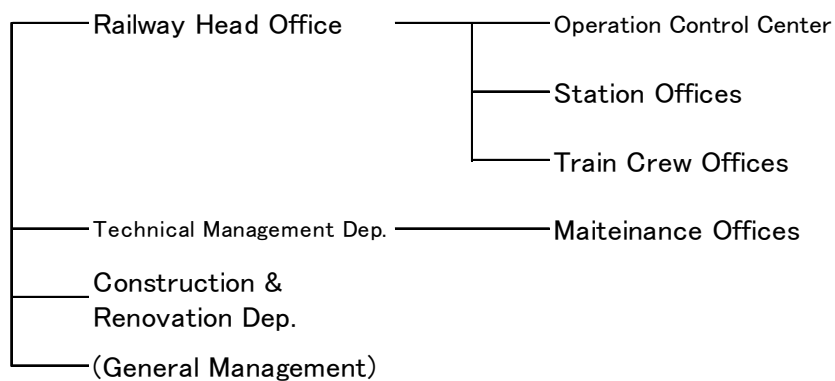 Railway Head Office
Operation Control Center
Station Offices
Train Crew Offices
Technical Management Dep.
Maiteinance Offices
Construction &
Renovation Dep.
(General Management)